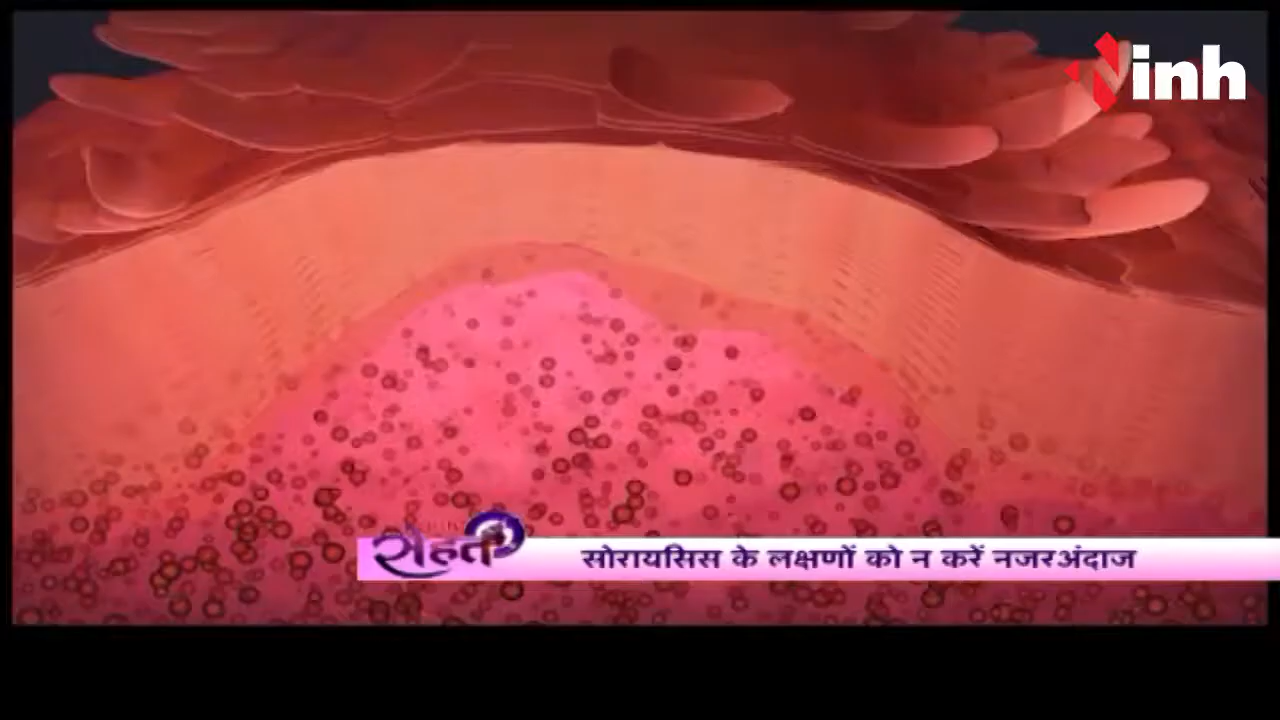 inh
सेहत
सोरायसिस के लक्षणों को न करें नजरअंदाज